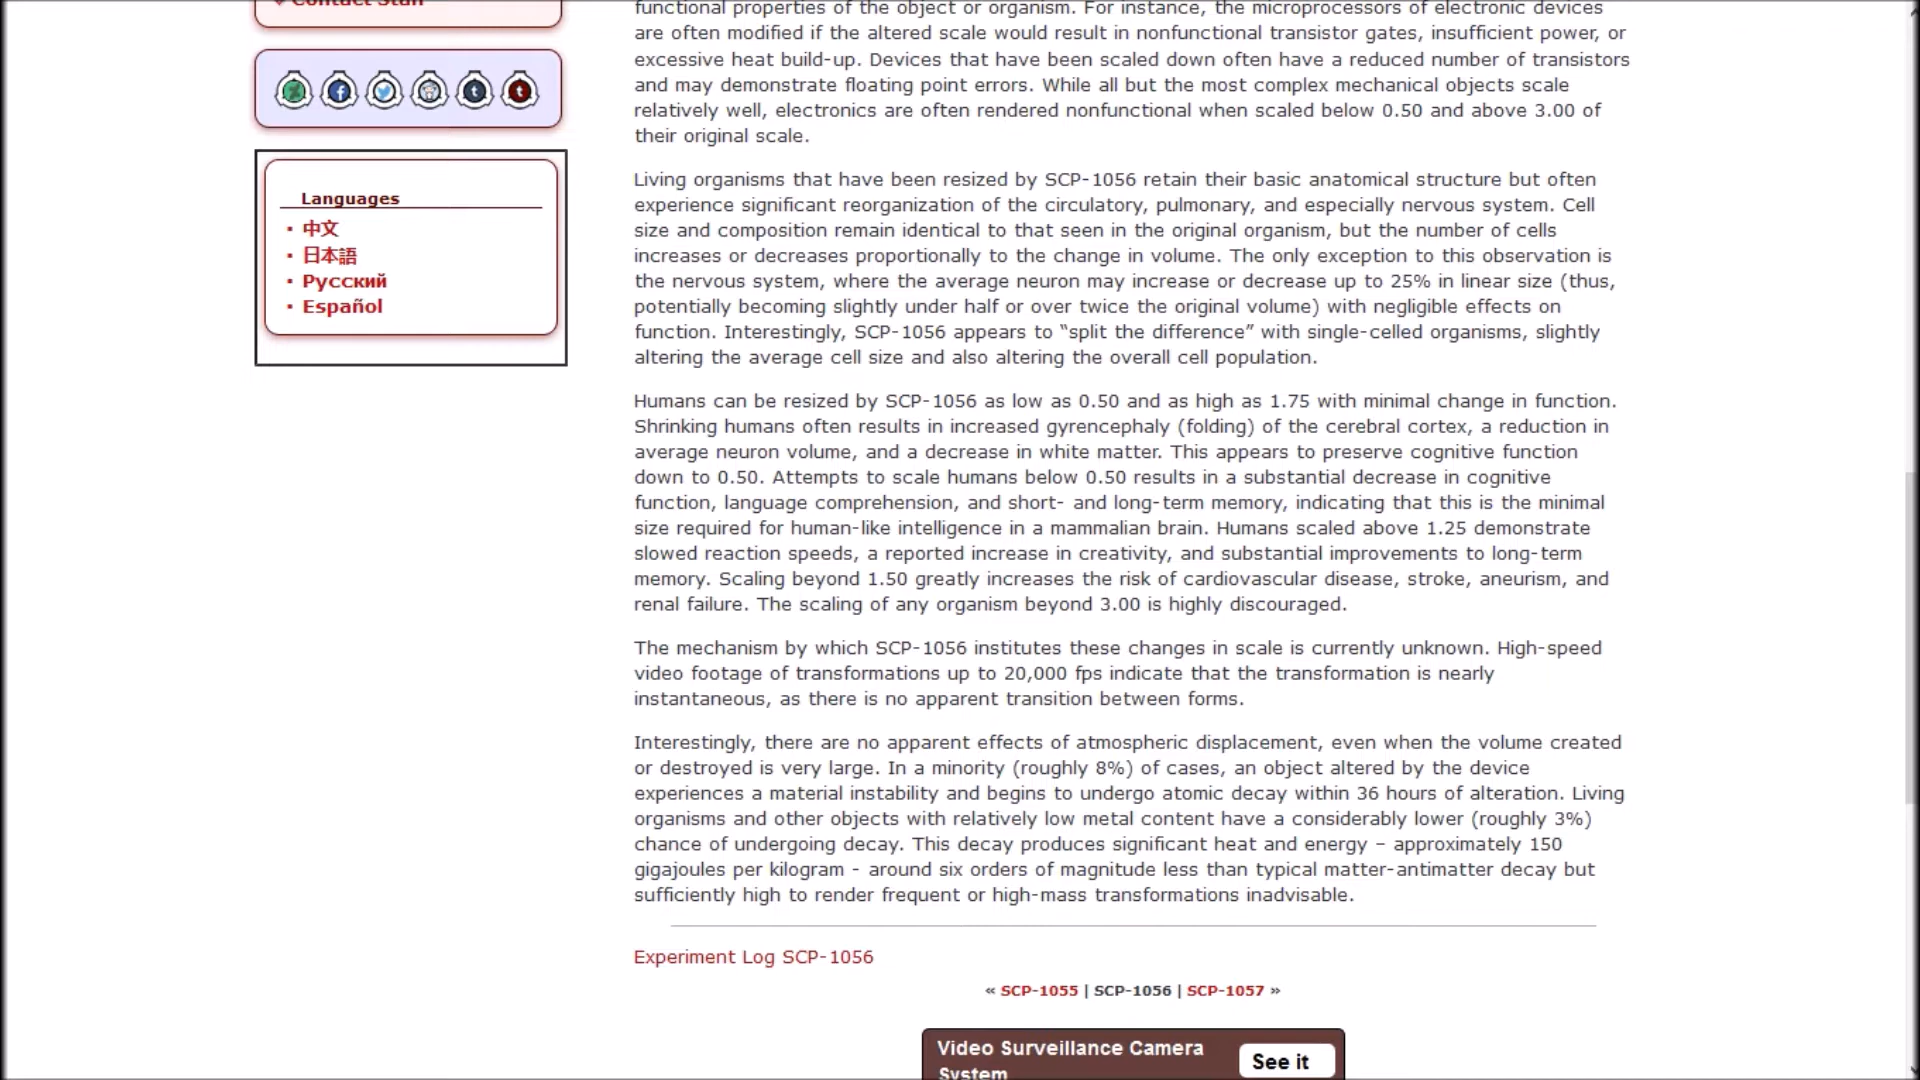 Contact Staff
Languages
中文
日本語
Русский
Español
functional properties of the object or organism. For instance, the microprocessors of electronic devices
are often modified if the altered scale would result in nonfunctional transistor gates, insufficient power, or
excessive heat build-up. Devices that have been scaled down often have a reduced number of transistors
and may demonstrate floating point errors. While all but the most complex mechanical objects scale
relatively well, electronics are often rendered nonfunctional when scaled below 0.50 and above 3.00 of
their original scale.
Living organisms that have been resized by SCP-1056 retain their basic anatomical structure but often
experience significant reorganization of the circulatory, pulmonary, and especially nervous system. Cell
size and composition remain identical to that seen in the original organism, but the number of cells
increases or decreases proportionally to the change in volume. The only exception to this observation is
the nervous system, where the average neuron may increase or decrease up to 25% in linear size (thus,
potentially becoming slightly under half or over twice the original volume) with negligible effects on
function. Interestingly, SCP-1056 appears to “split the difference” with single-celled organisms, slightly
altering the average cell size and also altering the overall cell population.
Humans can be resized by SCP-1056 as low as 0.50 and as high as 1.75 with minimal change in function.
Shrinking humans often results in increased gyrencephaly (folding) of the cerebral cortex, a reduction in
average neuron volume, and a decrease in white matter. This appears to preserve cognitive function
down to 0.50. Attempts to scale humans below 0.50 results in a substantial decrease in cognitive
function, language comprehension, and short- and long-term memory, indicating that this is the minimal
size required for human-like intelligence in a mammalian brain. Humans scaled above 1.25 demonstrate
slowed reaction speeds, a reported increase in creativity, and substantial improvements to long-term
memory. Scaling beyond 1.50 greatly increases the risk of cardiovascular disease, stroke, aneurism, and
renal failure. The scaling of any organism beyond 3.00 is highly discouraged.
The mechanism by which SCP-1056 institutes these changes in scale is currently unknown. High-speed
video footage of transformations up to 20,000 fps indicate that the transformation is nearly
instantaneous, as there is no apparent transition between forms.
Interestingly, there are no apparent effects of atmospheric displacement, even when the volume created
or destroyed is very large. In a minority (roughly 8%) of cases, an object altered by the device
experiences a material instability and begins to undergo atomic decay within 36 hours of alteration. Living
organisms and other objects with relatively low metal content have a considerably lower (roughly 3%)
chance of undergoing decay. This decay produces significant heat and energy – approximately 150
gigajoules per kilogram - around six orders of magnitude less than typical matter-antimatter decay but
sufficiently high to render frequent or high-mass transformations inadvisable.
Experiment Log SCP-1056
« SCP-1055 | SCP-1056 | SCP-1057 »
Video Surveillance Camera
System
See it